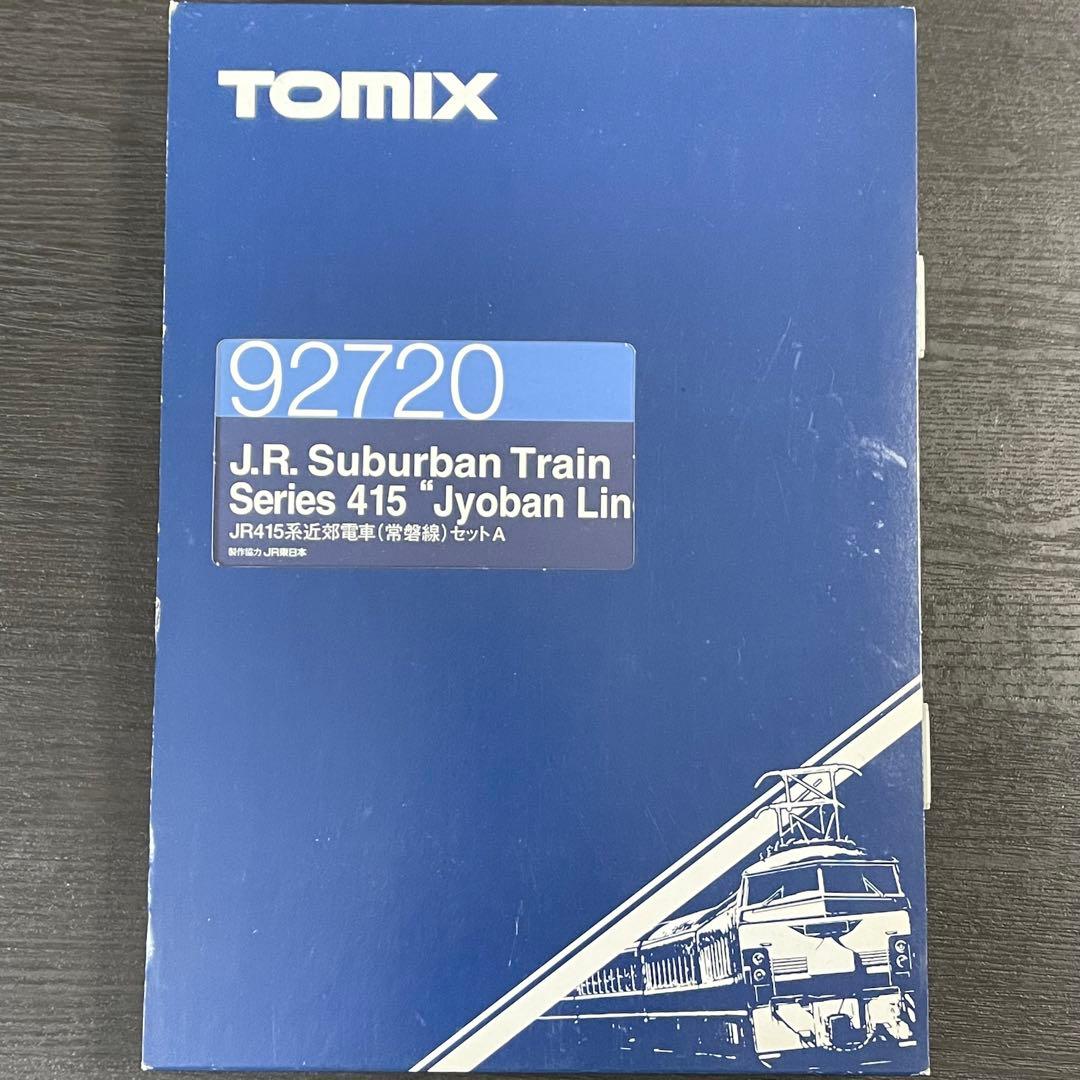 TOMIX
92720
J.R. Suburban Train
Series 415 “Jyoban Lin
JR415系近郊電車(常磐線)セットA
製作協力 JR東日本